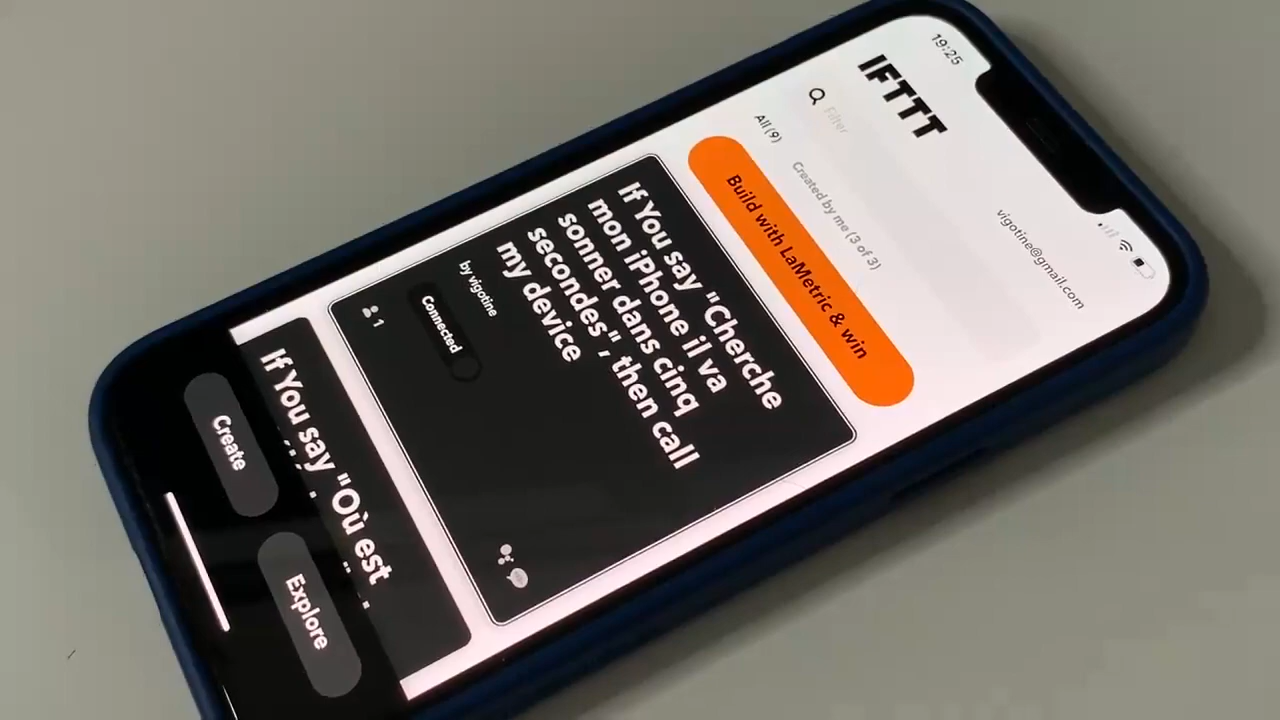 19:25
IFTTT
vigotine@gmail.com
Filter
All (9)
Created by me (3 of 3)
Build with LaMetric & win
If You say "Cherche
mon iPhone il va
sonner dans cinq
secondes", then call
my device
by vigotine
Connected
1
If You say "Où est
Create
Explore